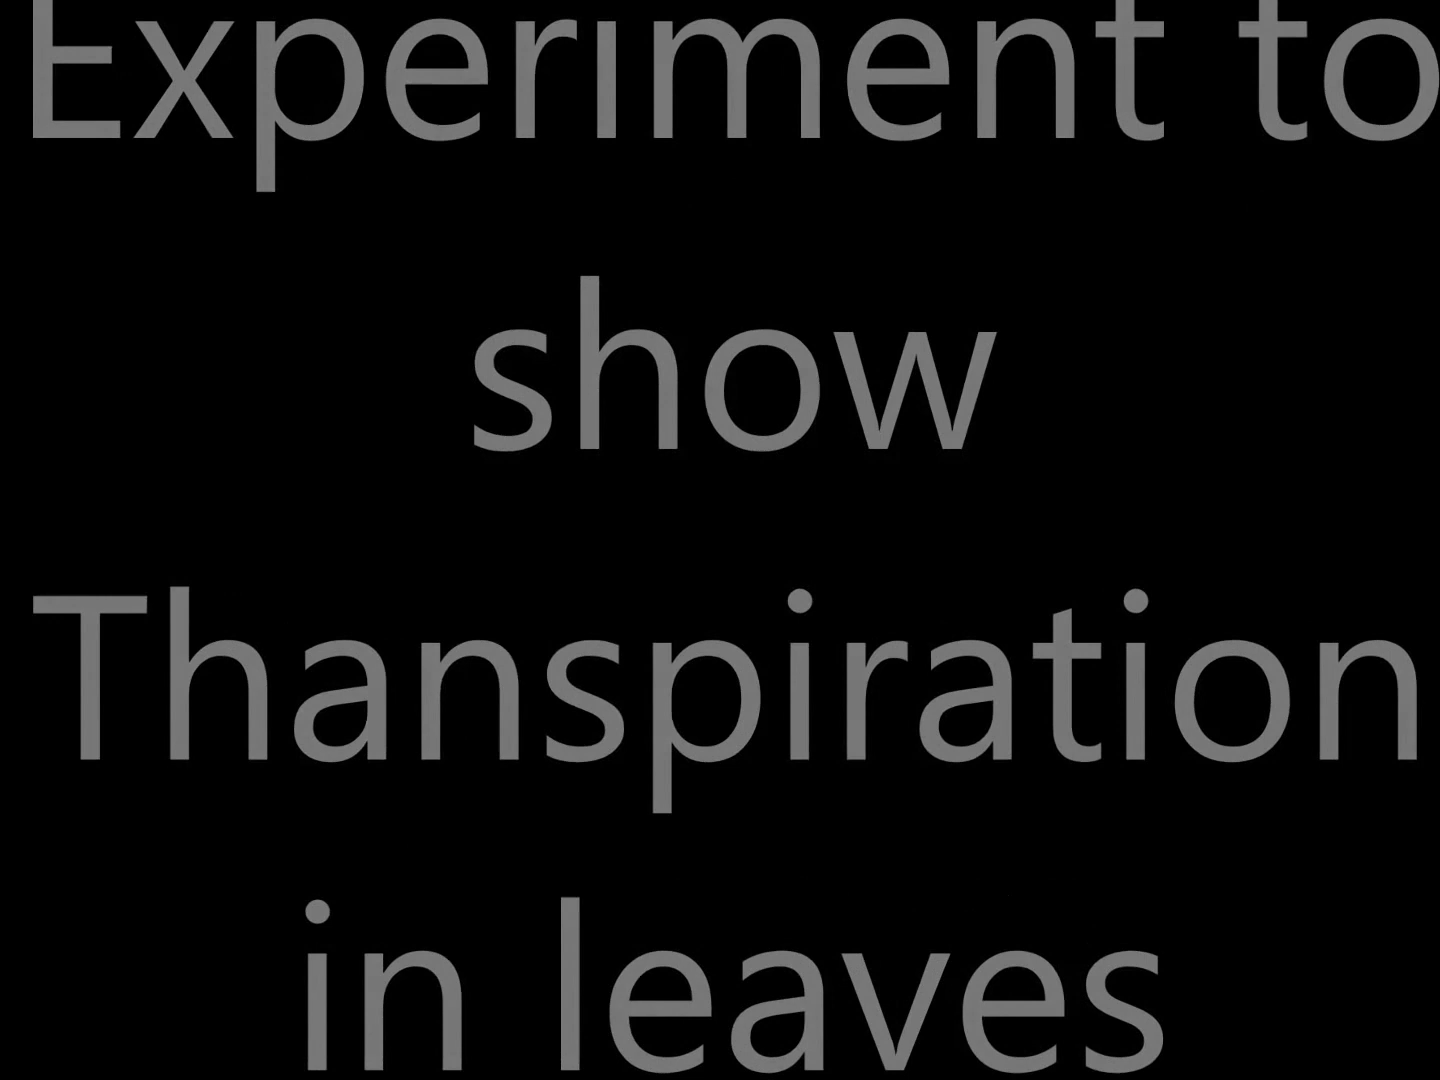 Experiment to
show
Thanspiration
in leaves